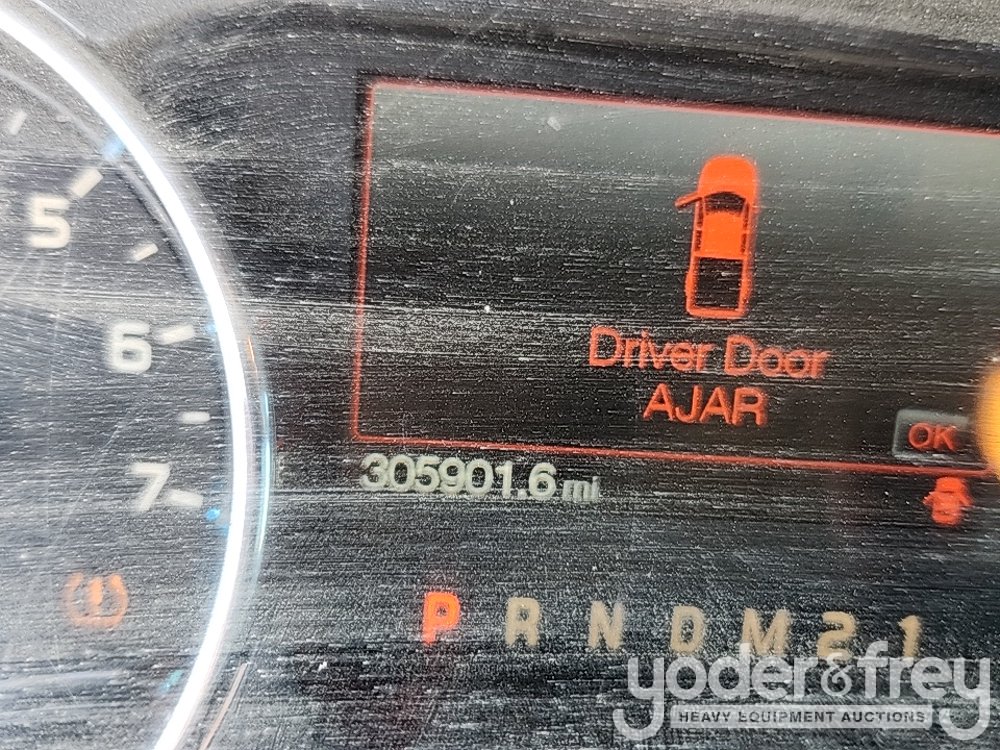 5
6
7
Driver Door
AJAR
OK
305901.6 mi
P R N D M 2 1
yoder&frey
HEAVY EQUIPMENT AUCTIONS